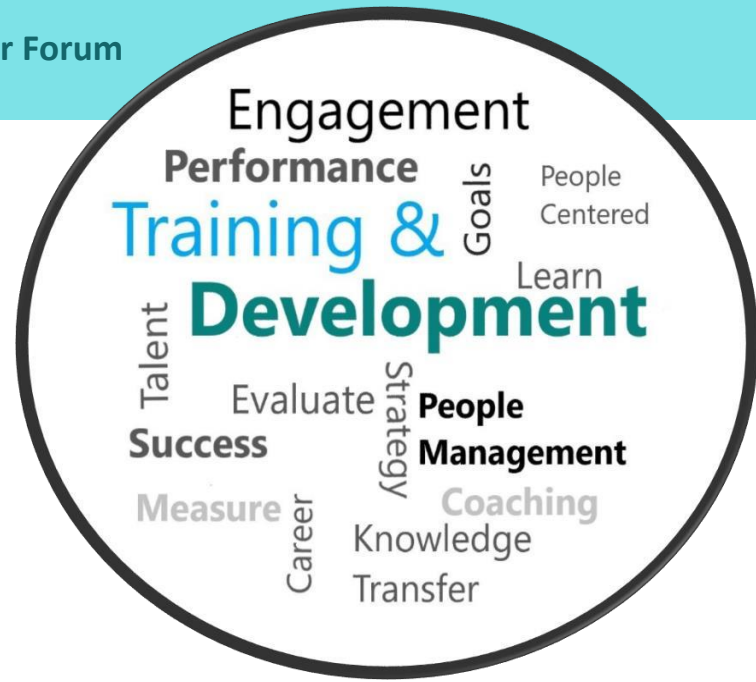 r Forum
Engagement
Performance
Goals
People
Centered
Training &
Learn
Development
Talent
Evaluate
Strategy
People
Management
Success
Measure
Career
Coaching
Knowledge
Transfer